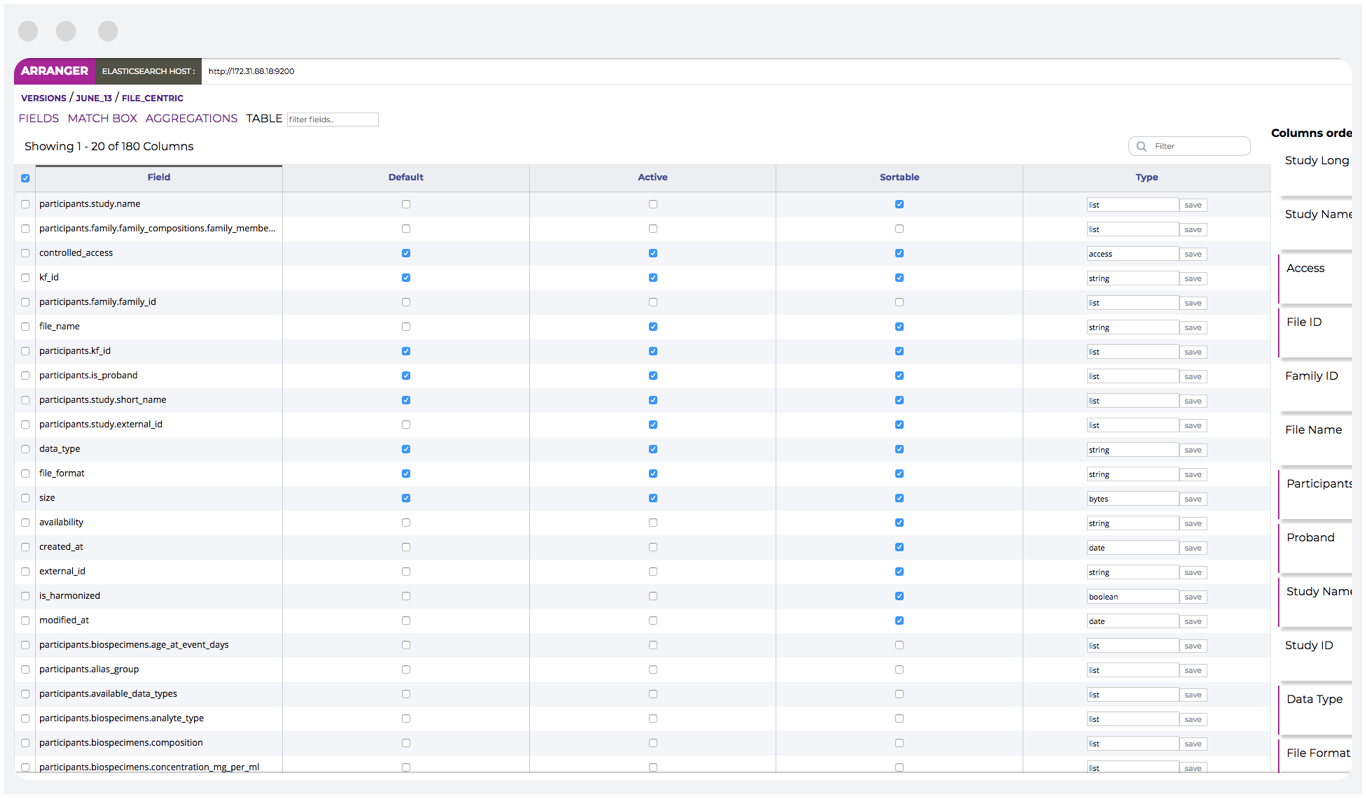 ARRANGER ELASTICSEARCH HOST : http://172.31.88.18:9200
VERSIONS / JUNE_13 / FILE_CENTRIC
FIELDS MATCH BOX AGGREGATIONS TABLE filter fields..
Columns orde
Showing 1 - 20 of 180 Columns Filter
Study Long
Field Default Active Sortable Type
participants.study.name list save
Study Name
participants.family.family_compositions.family_membe... list save
controlled_access access save
Access
kf_id string save
participants.family.family_id list save
File ID
file_name string save
participants.kf_id list save
participants.is_proband list save
Family ID
participants.study.short_name list save
participants.study.external_id list save
File Name
data_type string save
file_format string save
Participants
size bytes save
availability string save
Proband
created_at date save
external_id string save
Study Name
is_harmonized boolean save
modified_at date save
participants.biospecimens.age_at_event_days list save
Study ID
participants.alias_group list save
participants.available_data_types list save
Data Type
participants.biospecimens.analyte_type list save
participants.biospecimens.composition list save
File Format
participants.biospecimens.concentration_mg_per_ml list save